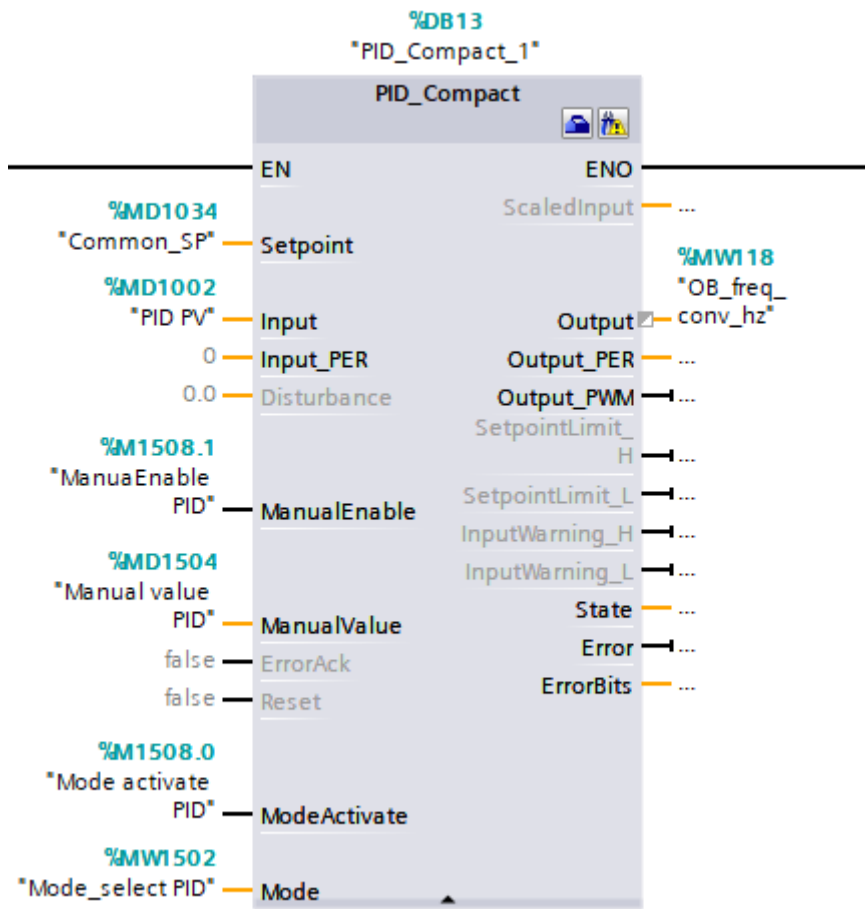 %DB13
"PID_Compact_1"
PID_Compact
EN ENO
ScaledInput ...
%MD1034
"Common_SP" Setpoint
%MW118
"OB_freq_
conv_hz"
%MD1002
"PID PV" Input Output
0 Input_PER Output_PER ...
0.0 Disturbance Output_PWM ...
SetpointLimit_
H ...
%M1508.1
"ManuaEnable
PID" ManualEnable
SetpointLimit_L ...
InputWarning_H ...
InputWarning_L ...
%MD1504
"Manual value
PID" ManualValue
State ...
Error ...
ErrorBits ...
false ErrorAck
false Reset
%M1508.0
"Mode activate
PID" ModeActivate
%MW1502
"Mode_select PID" Mode